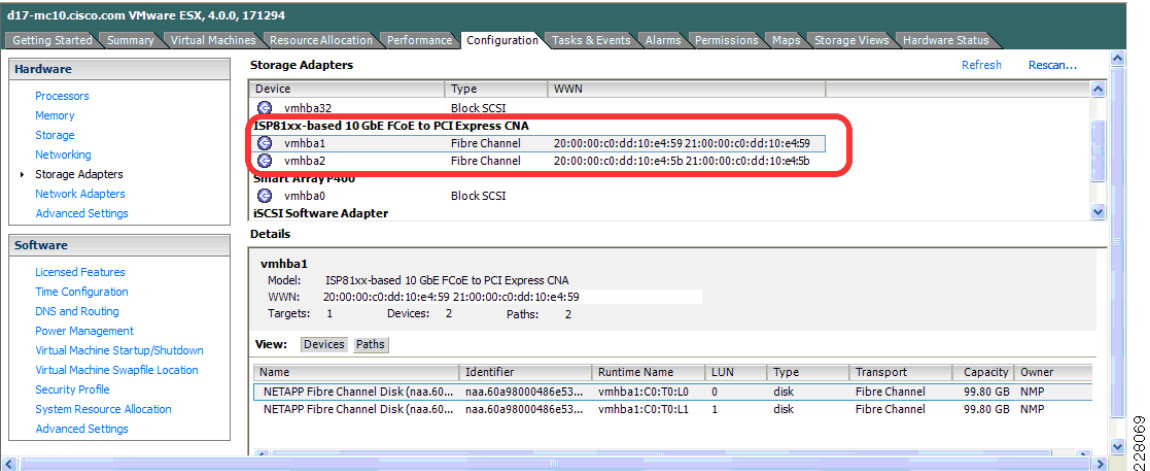 d17-mc10.cisco.com VMware ESX, 4.0.0, 171294
Getting Started Summary Virtual Machines Resource Allocation Performance Configuration Tasks & Events Alarms Permissions Maps Storage Views Hardware Status
Hardware
Processors
Memory
Storage
Networking
Storage Adapters
Network Adapters
Advanced Settings
Software
Licensed Features
Time Configuration
DNS and Routing
Power Management
Virtual Machine Startup/Shutdown
Virtual Machine Swapfile Location
Security Profile
System Resource Allocation
Advanced Settings
Storage Adapters Refresh Rescan...
Device Type WWN
vmhba32 Block SCSI
ISP81xx-based 10 GbE FCoE to PCI Express CNA
vmhba1 Fibre Channel 20:00:00:c0:dd:10:e4:59 21:00:00:c0:dd:10:e4:59
vmhba2 Fibre Channel 20:00:00:c0:dd:10:e4:5b 21:00:00:c0:dd:10:e4:5b
Smart Array P400
vmhba0 Block SCSI
iSCSI Software Adapter
Details
vmhba1
Model: ISP81xx-based 10 GbE FCoE to PCI Express CNA
WWN: 20:00:00:c0:dd:10:e4:59 21:00:00:c0:dd:10:e4:59
Targets: 1 Devices: 2 Paths: 2
View: Devices Paths
Name Identifier Runtime Name LUN Type Transport Capacity Owner
NETAPP Fibre Channel Disk (naa.60... naa.60a98000486e53... vmhba1:C0:T0:L0 0 disk Fibre Channel 99.80 GB NMP
NETAPP Fibre Channel Disk (naa.60... naa.60a98000486e53... vmhba1:C0:T0:L1 1 disk Fibre Channel 99.80 GB NMP
228069